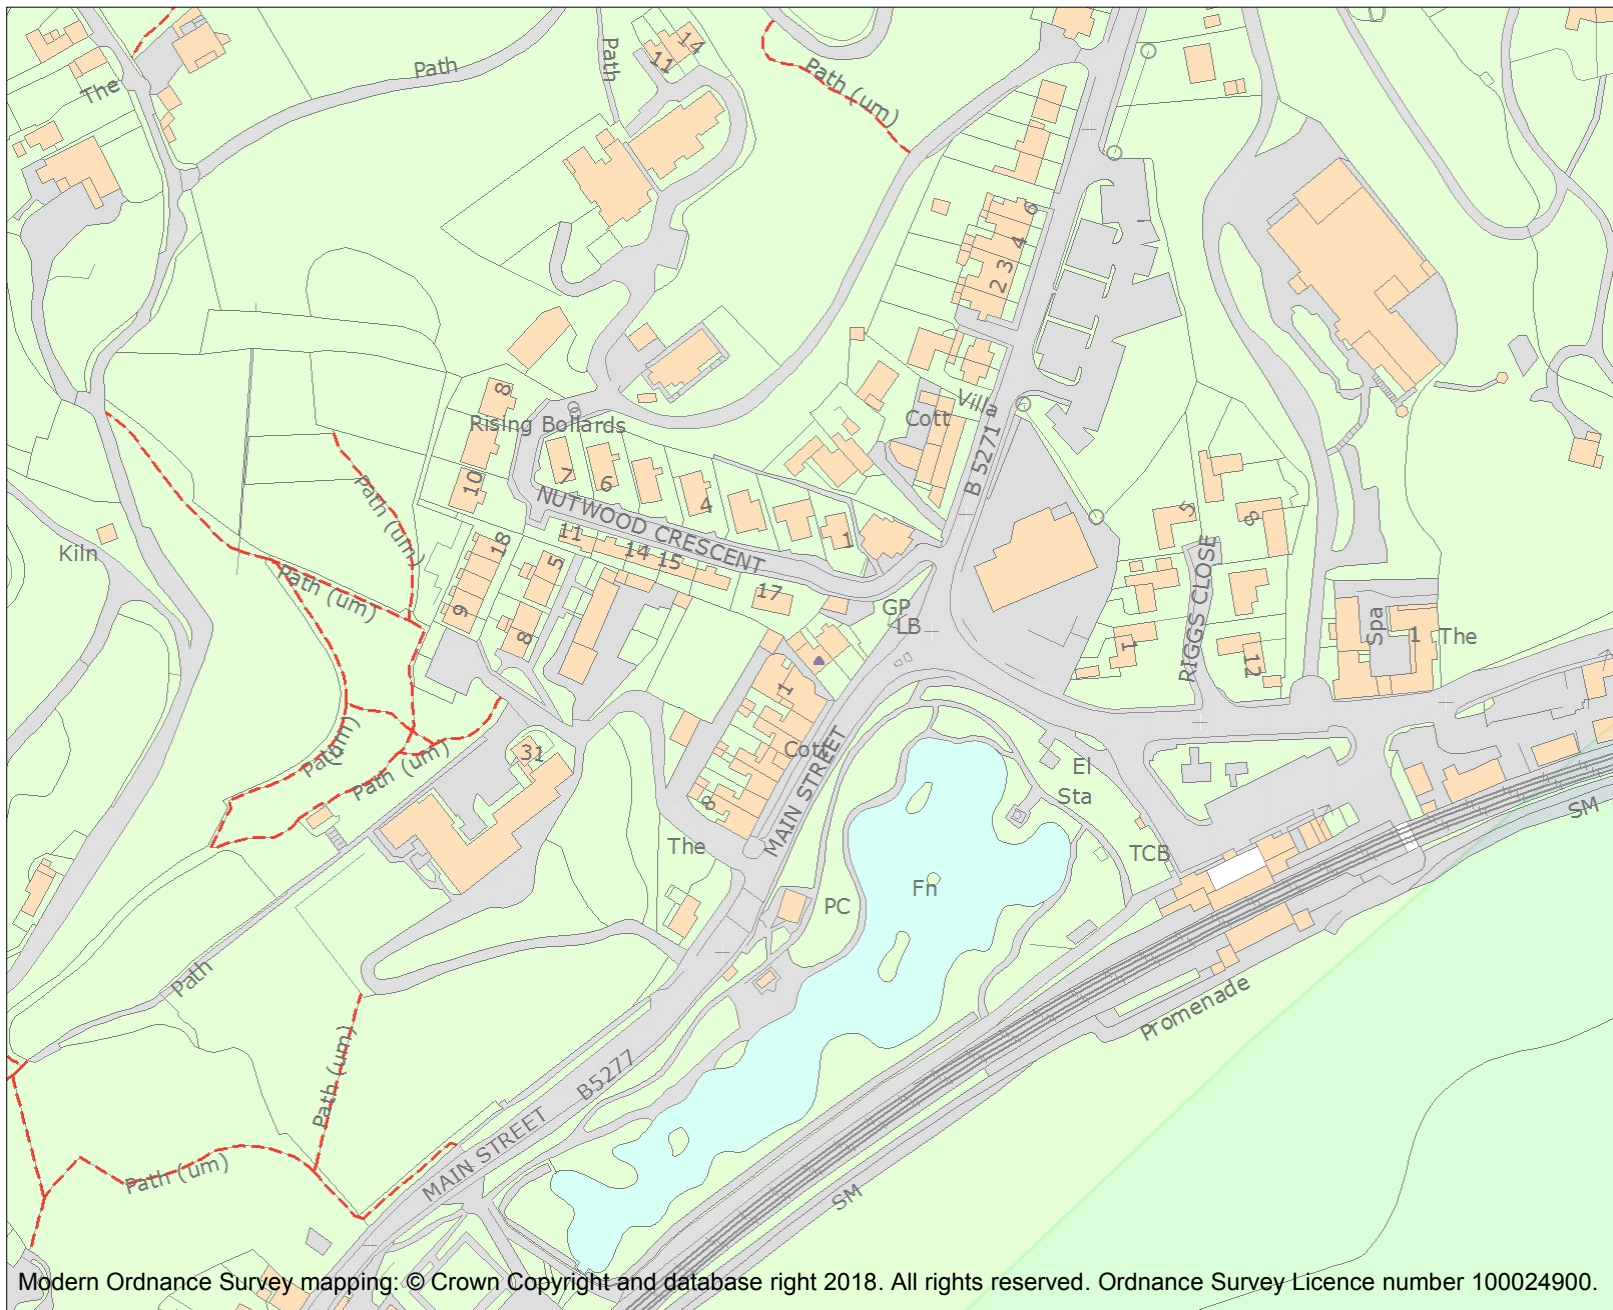 Path
Path
11
14
Path (um)
The
6
4
3
2
8
Rising Bollards
Villa
Cott
B 5271
10
7
6
4
NUTWOOD CRESCENT
1
5
8
Kiln
Path (um)
18
11
14
15
17
5
9
8
Path (um)
GP
LB
RIGGS CLOSE
1
12
Spa
1
The
1
Path (um)
31
Path (um)
Cott
MAIN STREET
8
The
El
Sta
TCB
SM
PC
Fn
Path
Promenade
Path (um)
B5277
MAIN STREET
Path (um)
SM
Modern Ordnance Survey mapping: © Crown Copyright and database right 2018. All rights reserved. Ordnance Survey Licence number 100024900.